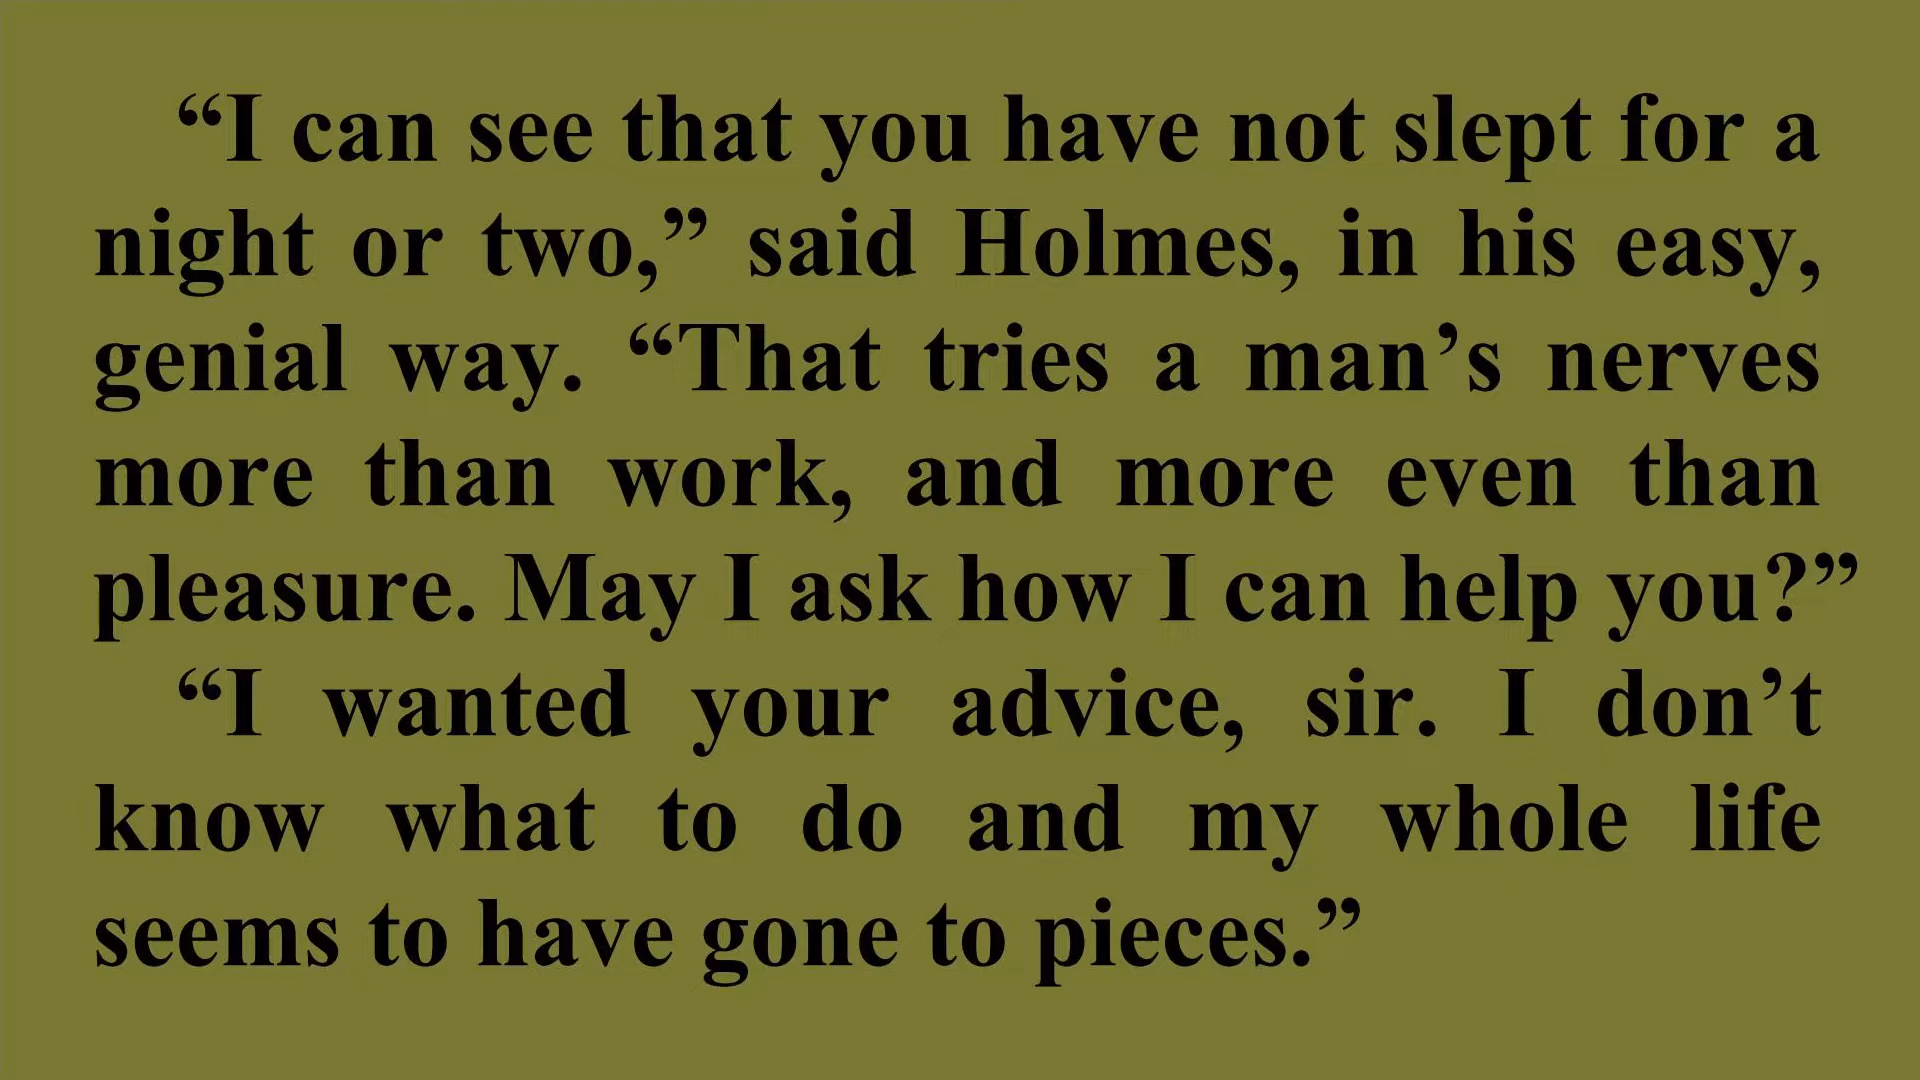 “I can see that you have not slept for a
night or two,” said Holmes, in his easy,
genial way. “That tries a man’s nerves
more than work, and more even than
pleasure. May I ask how I can help you?”
“I wanted your advice, sir. I don’t
know what to do and my whole life
seems to have gone to pieces.”